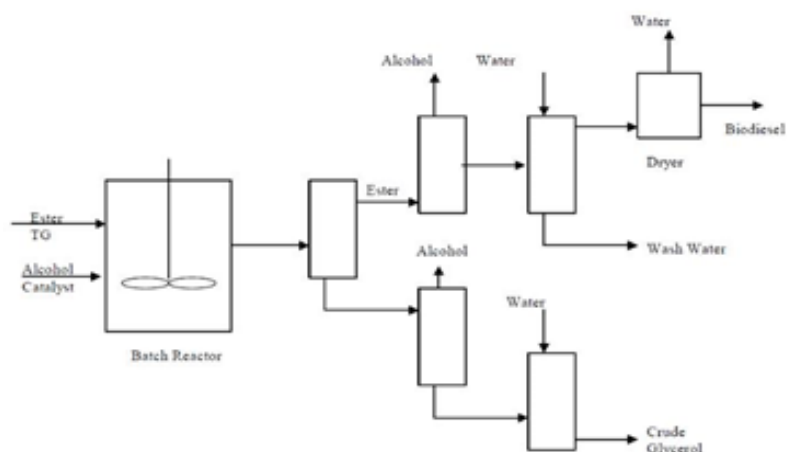 Water
Alcohol
Water
Biodiesel
Dryer
Ester
Ester
TG
Wash Water
Alcohol
Alcohol
Catalyst
Water
Batch Reactor
Crude
Glycerol